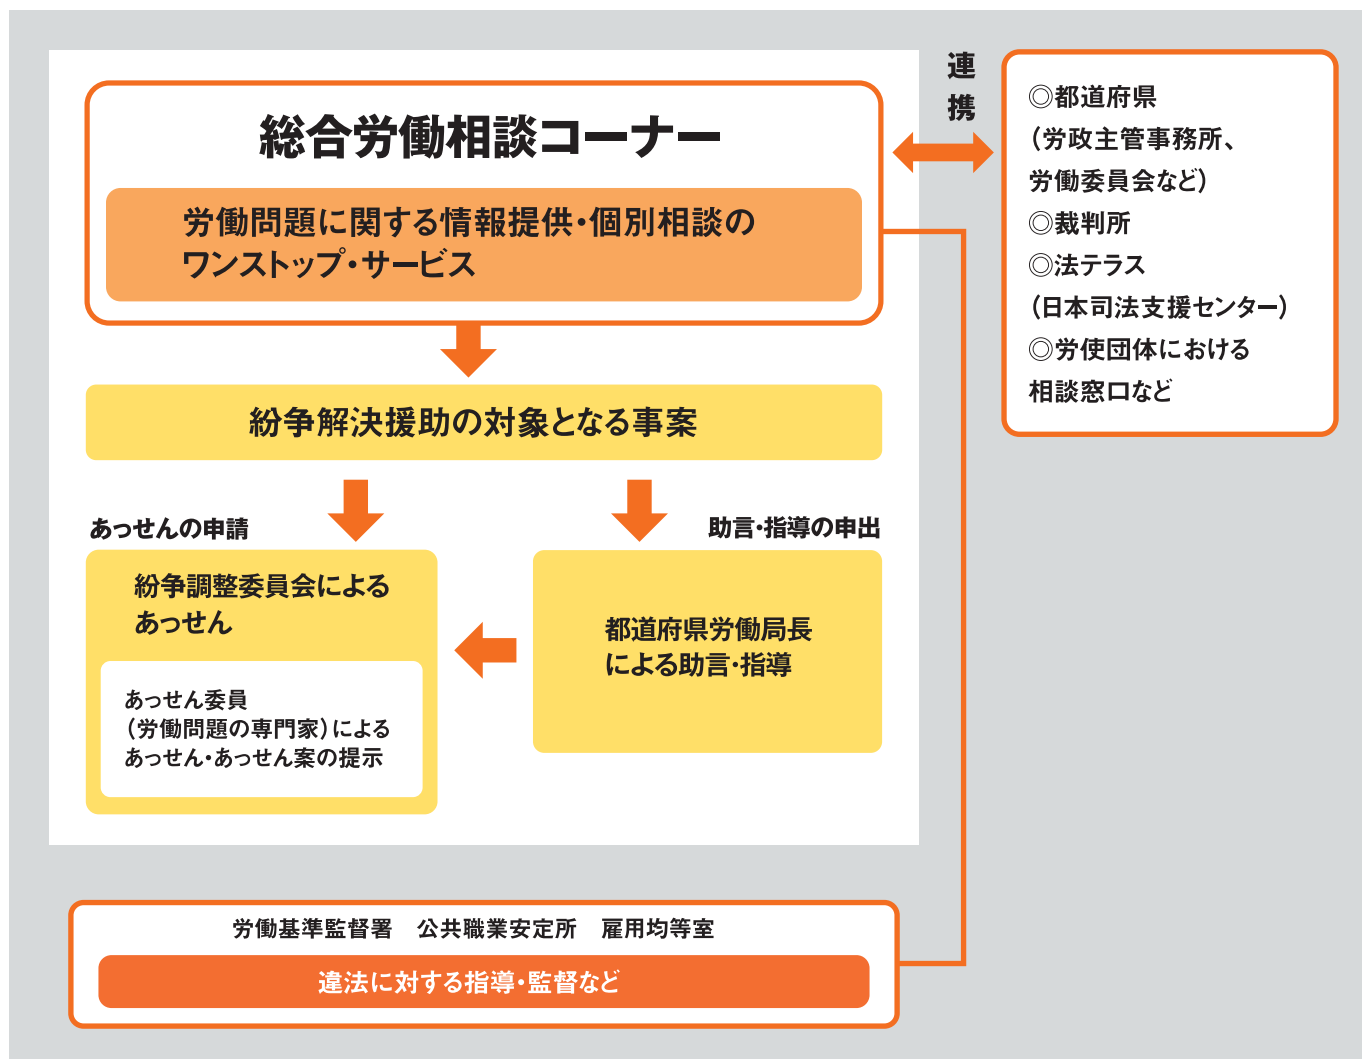 総合労働相談コーナー
労働問題に関する情報提供・個別相談の
ワンストップ・サービス
連携
◎都道府県
（労政主管事務所、
労働委員会など）
◎裁判所
◎法テラス
（日本司法支援センター）
◎労使団体における
相談窓口など
紛争解決援助の対象となる事案
あっせんの申請
助言・指導の申出
紛争調整委員会による
あっせん
あっせん委員
（労働問題の専門家）による
あっせん・あっせん案の提示
都道府県労働局長
による助言・指導
労働基準監督署　公共職業安定所　雇用均等室
違法に対する指導・監督など